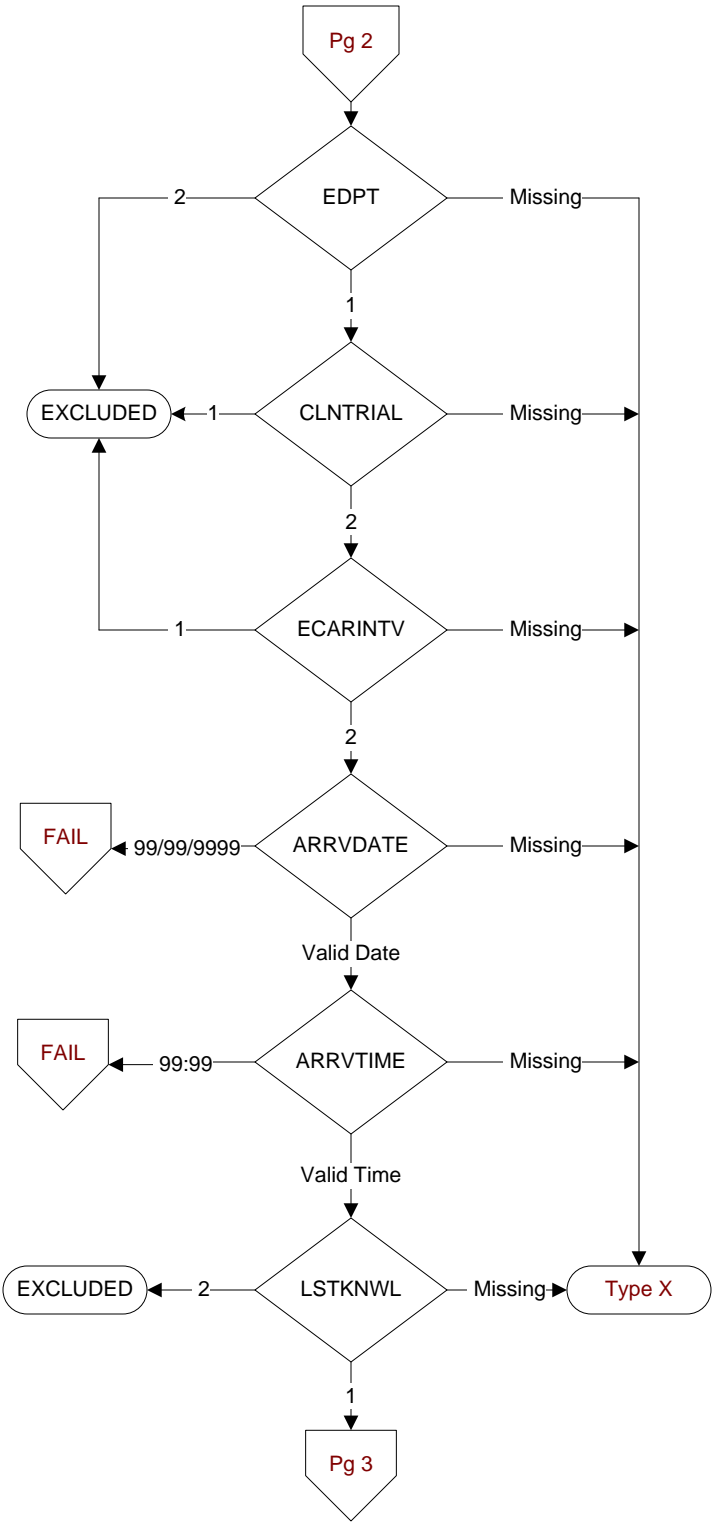 Pg 2
EDPT
2
Missing
1
EXCLUDED
1
CLNTRIAL
Missing
2
1
ECARINTV
Missing
2
FAIL
99/99/9999
ARRVDATE
Missing
Valid Date
FAIL
99:99
ARRVTIME
Missing
Valid Time
EXCLUDED
2
LSTKNWL
Missing
Type X
1
Pg 3